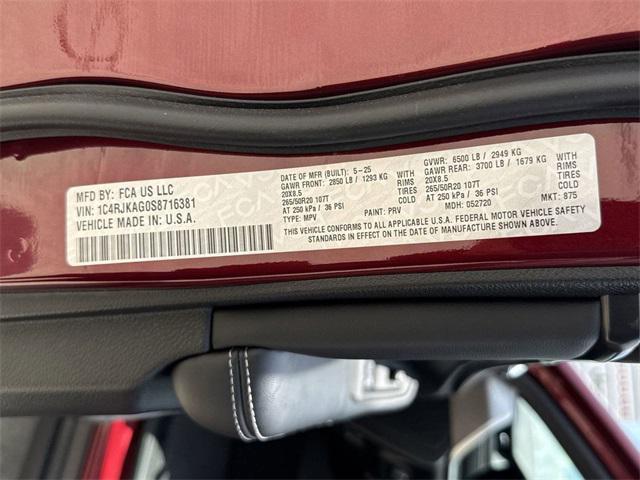 MFD BY: FCA US LLC
VIN: 1C4RJKAG0S8716381
VEHICLE MADE IN: U.S.A.
DATE OF MFR (BUILT): 5-25
GAWR FRONT: 2850 LB / 1293 KG WITH
20X8.5 RIMS
265/50R20 107T TIRES
AT 250 kPa / 36 PSI COLD
TYPE: MPV PAINT: PRV
GVWR: 6500 LB / 2949 KG
GAWR REAR: 3700 LB / 1679 KG WITH
20X8.5 RIMS
265/50R20 107T TIRES
AT 250 kPa / 36 PSI COLD
MDH: 052720 MKT: 875
THIS VEHICLE CONFORMS TO ALL APPLICABLE U.S.A. FEDERAL MOTOR VEHICLE SAFETY
STANDARDS IN EFFECT ON THE DATE OF MANUFACTURE SHOWN ABOVE.